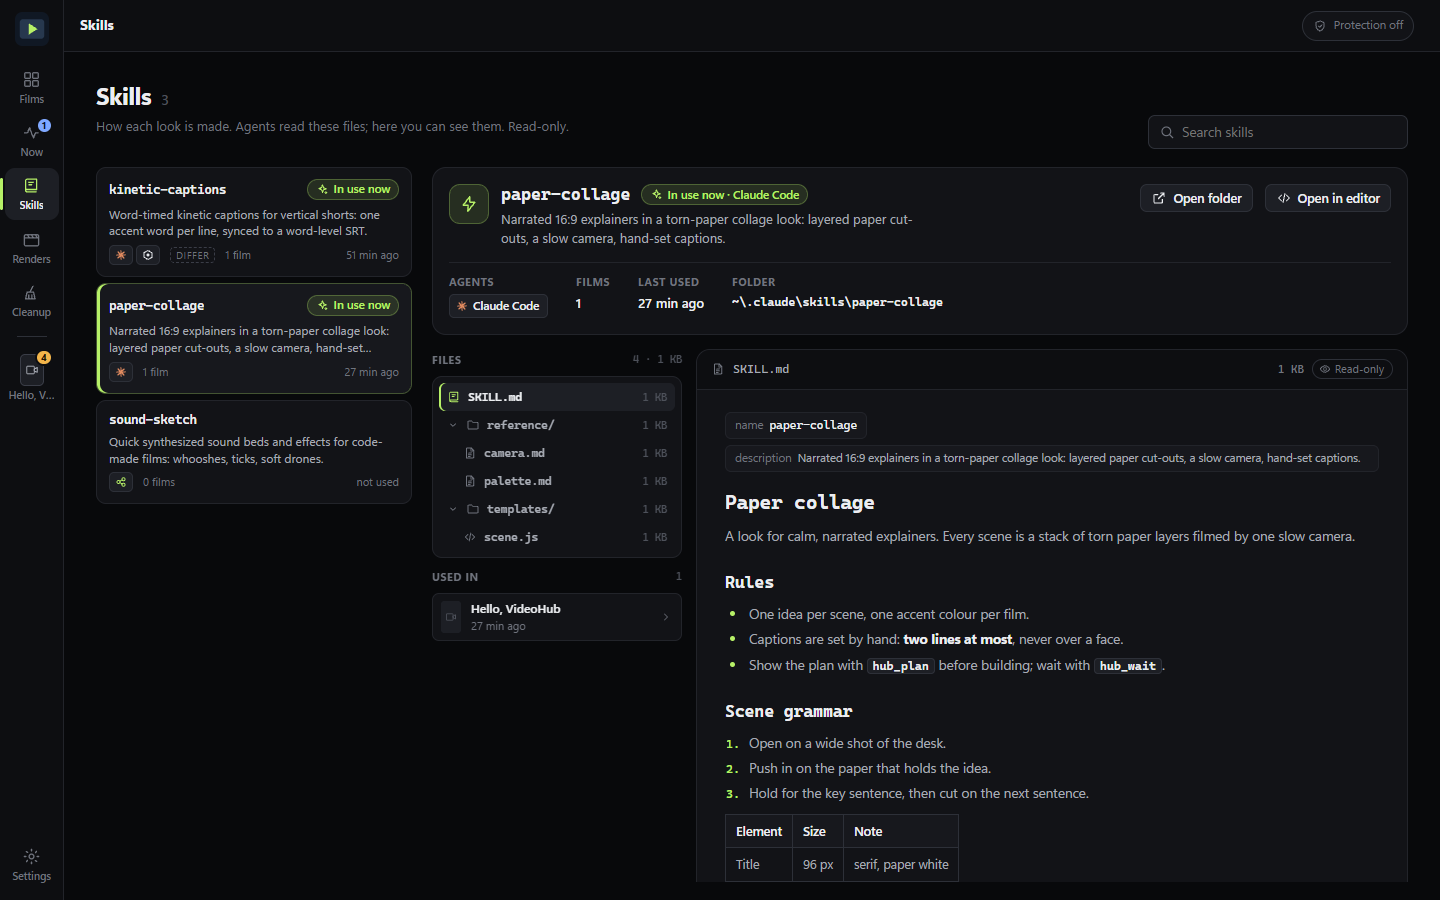 Skills
Protection off
Films
1
Now
Skills
Renders
Cleanup
4
Hello, V...
Settings
Skills 3
How each look is made. Agents read these files; here you can see them. Read-only.
Search skills
kinetic-captions
In use now
Word-timed kinetic captions for vertical shorts: one
accent word per line, synced to a word-level SRT.
DIFFER 1 film 51 min ago
paper-collage
In use now
Narrated 16:9 explainers in a torn-paper collage look:
layered paper cut-outs, a slow camera, hand-set...
1 film 27 min ago
sound-sketch
Quick synthesized sound beds and effects for code-
made films: whooshes, ticks, soft drones.
0 films not used
paper-collage
In use now · Claude Code
Narrated 16:9 explainers in a torn-paper collage look: layered paper cut-
outs, a slow camera, hand-set captions.
Open folder
Open in editor
AGENTS FILMS LAST USED FOLDER
Claude Code 1 27 min ago ~\.claude\skills\paper-collage
FILES 4 · 1 KB
SKILL.md 1 KB
reference/ 1 KB
camera.md 1 KB
palette.md 1 KB
templates/ 1 KB
scene.js 1 KB
USED IN 1
Hello, VideoHub
27 min ago
SKILL.md 1 KB Read-only
name paper-collage
description Narrated 16:9 explainers in a torn-paper collage look: layered paper cut-outs, a slow camera, hand-set captions.
Paper collage
A look for calm, narrated explainers. Every scene is a stack of torn paper layers filmed by one slow camera.
Rules
• One idea per scene, one accent colour per film.
• Captions are set by hand: two lines at most, never over a face.
• Show the plan with hub_plan before building; wait with hub_wait.
Scene grammar
1. Open on a wide shot of the desk.
2. Push in on the paper that holds the idea.
3. Hold for the key sentence, then cut on the next sentence.
Element Size Note
Title 96 px serif, paper white